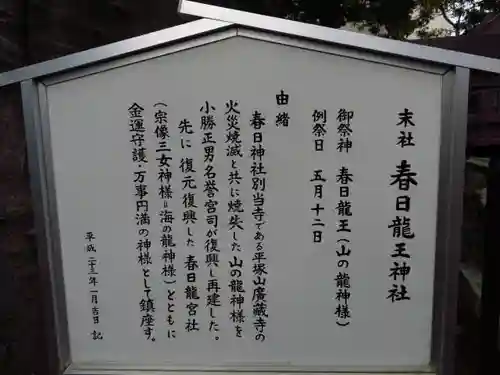 末社 春日龍王神社
御祭神 春日龍王(山の龍神様)
例祭日 五月十二日
由緒
春日神社別当寺である平塚山廣蔵寺の
火災焼滅と共に焼失した山の龍神様を
小勝正男名誉宮司が復興し再建した。
先に復元復興した春日龍宮社
(宗像三女神様=海の龍神様)とともに
金運守護・万事円満の神様として鎮座す。
平成二十三年一月吉日 記